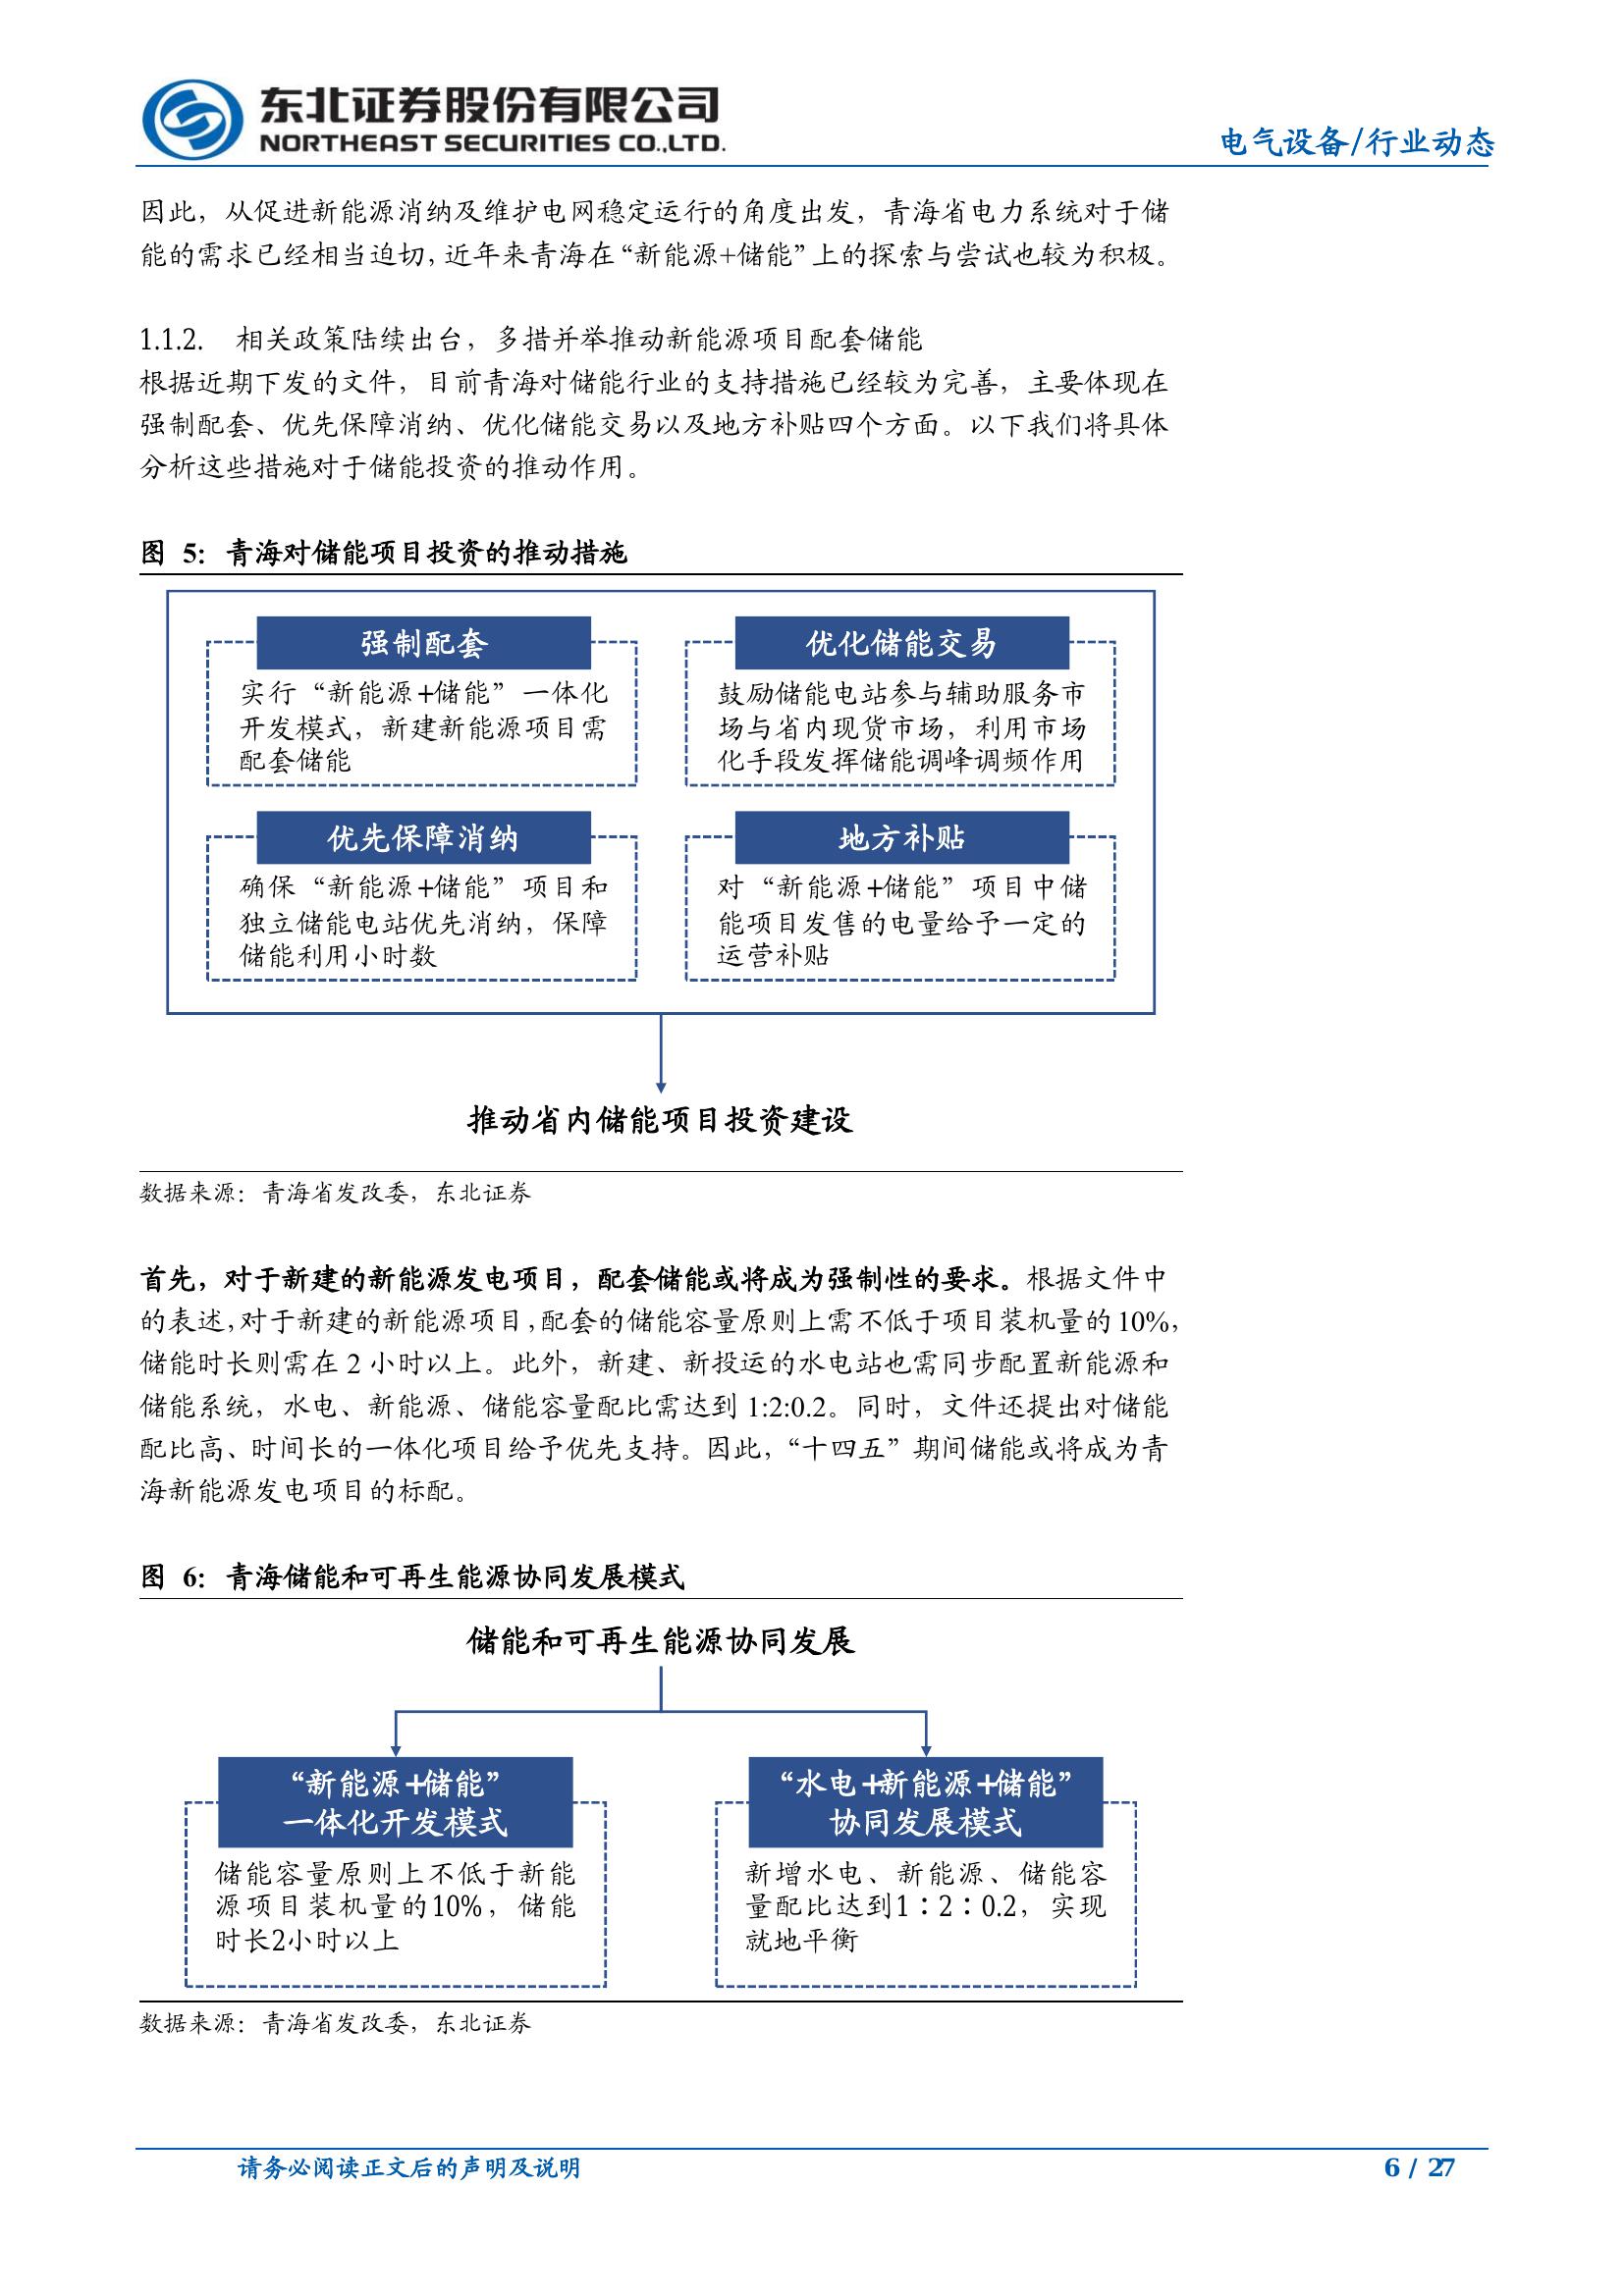 东北证券股份有限公司
NORTHEAST SECURITIES CO.,LTD.
电气设备/行业动态
因此，从促进新能源消纳及维护电网稳定运行的角度出发，青海省电力系统对于储
能的需求已经相当迫切，近年来青海在“新能源+储能”上的探索与尝试也较为积极。
1.1.2. 相关政策陆续出台，多措并举推动新能源项目配套储能
根据近期下发的文件，目前青海对储能行业的支持措施已经较为完善，主要体现在
强制配套、优先保障消纳、优化储能交易以及地方补贴四个方面。以下我们将具体
分析这些措施对于储能投资的推动作用。
图 5：青海对储能项目投资的推动措施
强制配套
实行“新能源+储能”一体化
开发模式，新建新能源项目需
配套储能
优化储能交易
鼓励储能电站参与辅助服务市
场与省内现货市场，利用市场
化手段发挥储能调峰调频作用
优先保障消纳
确保“新能源+储能”项目和
独立储能电站优先消纳，保障
储能利用小时数
地方补贴
对“新能源+储能”项目中储
能项目发售的电量给予一定的
运营补贴
推动省内储能项目投资建设
数据来源：青海省发改委，东北证券
首先，对于新建的新能源发电项目，配套储能或将成为强制性的要求。根据文件中
的表述，对于新建的新能源项目，配套的储能容量原则上需不低于项目装机量的 10%，
储能时长则需在 2 小时以上。此外，新建、新投运的水电站也需同步配置新能源和
储能系统，水电、新能源、储能容量配比需达到 1:2:0.2。同时，文件还提出对储能
配比高、时间长的一体化项目给予优先支持。因此，“十四五”期间储能或将成为青
海新能源发电项目的标配。
图 6：青海储能和可再生能源协同发展模式
储能和可再生能源协同发展
“新能源+储能”
一体化开发模式
储能容量原则上不低于新能
源项目装机量的10%，储能
时长2小时以上
“水电+新能源+储能”
协同发展模式
新增水电、新能源、储能容
量配比达到1：2：0.2，实现
就地平衡
数据来源：青海省发改委，东北证券
请务必阅读正文后的声明及说明
6 / 27